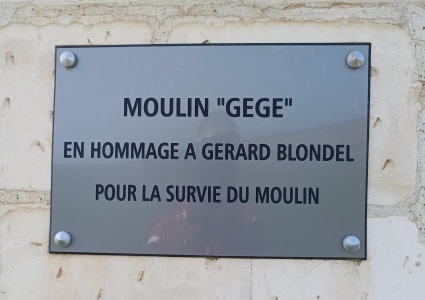 MOULIN "GEGE"
EN HOMMAGE A GERARD BLONDEL
POUR LA SURVIE DU MOULIN